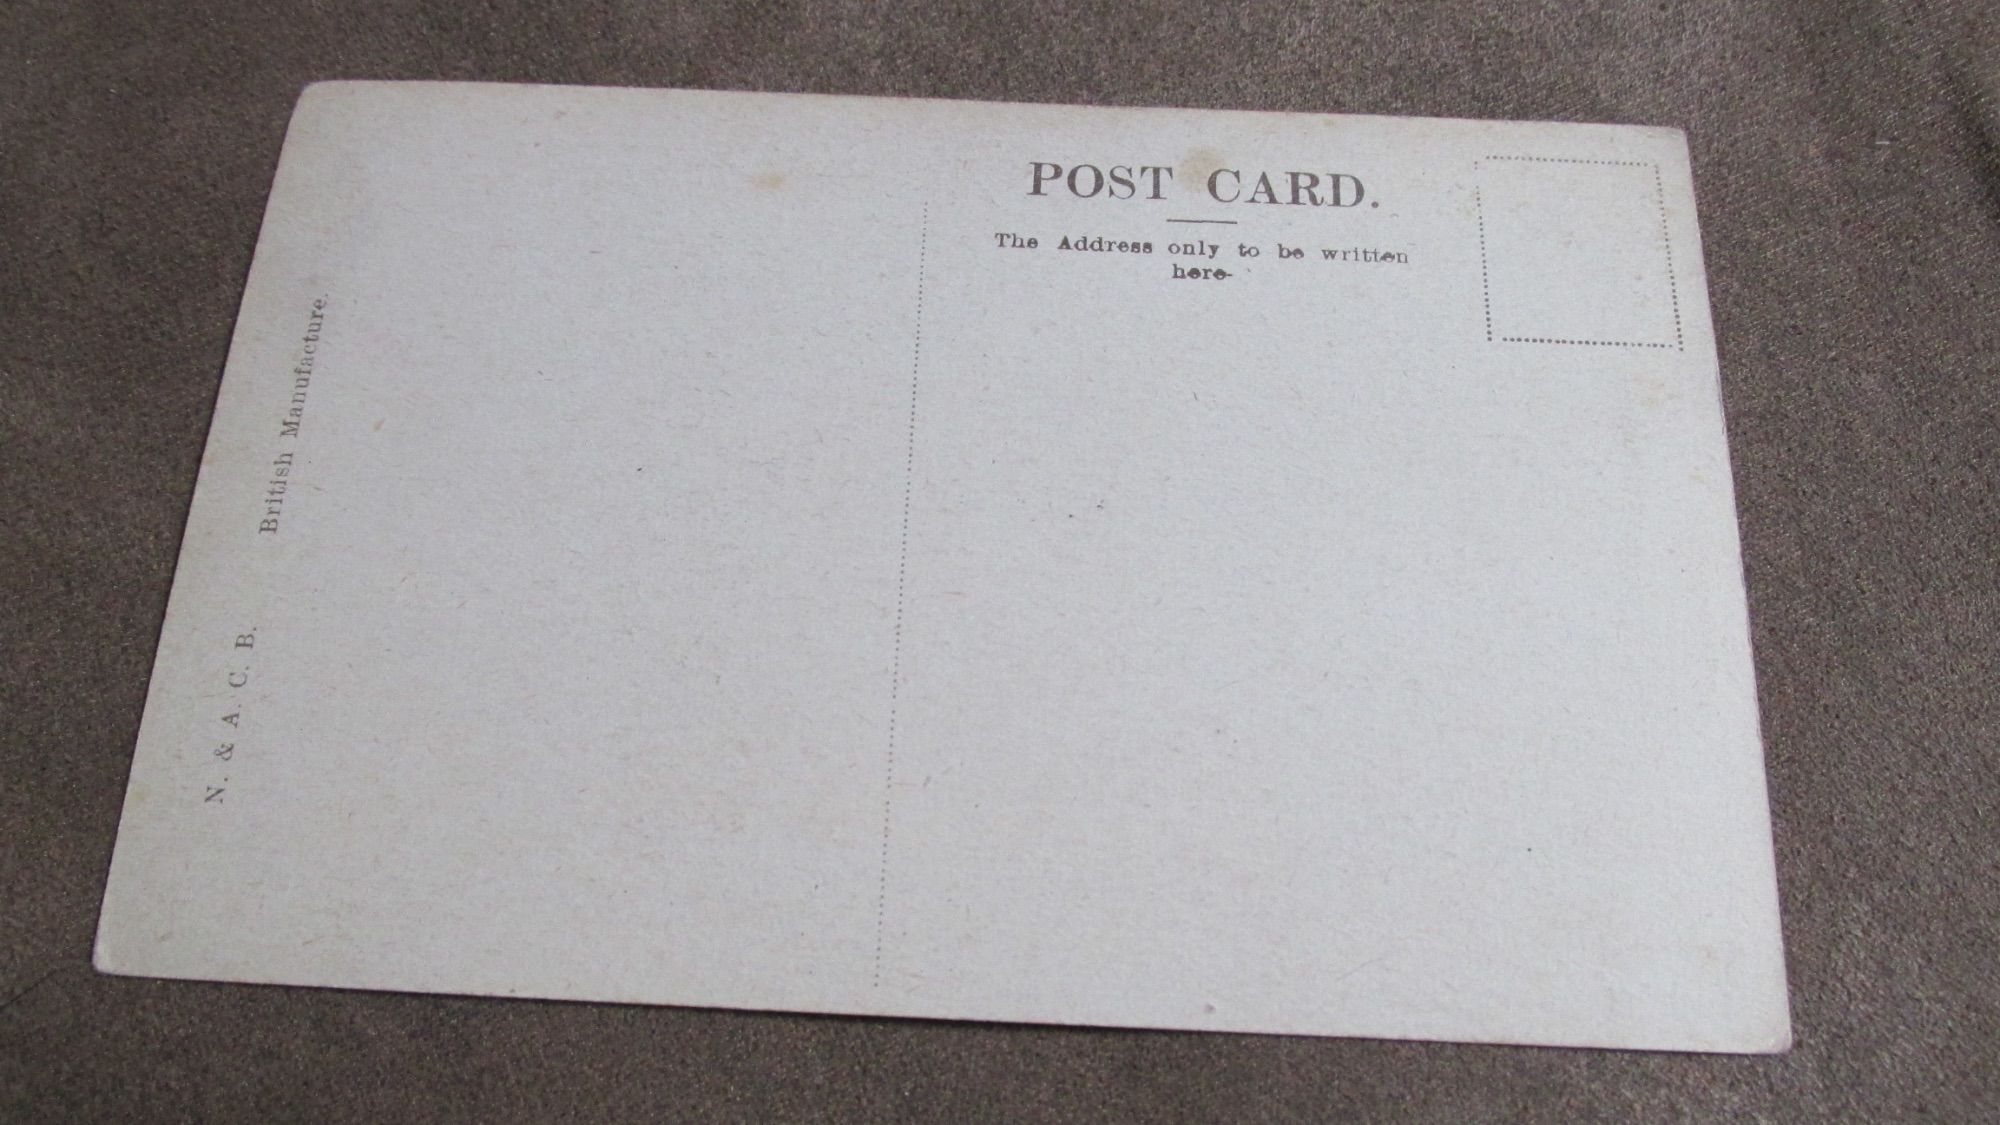 POST CARD.
The Address only to be written
here-
N. & A. C. B.    British Manufacture.